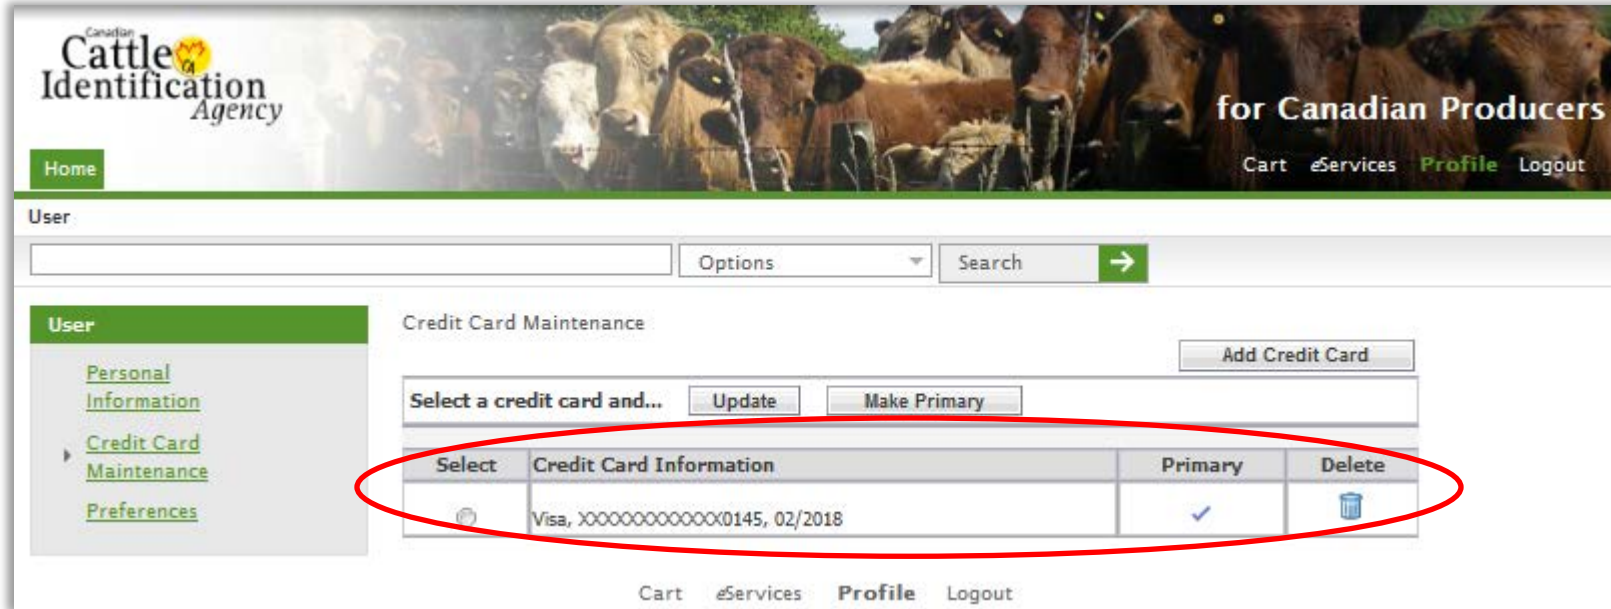 Canadian
Cattle
Identification
Agency
for Canadian Producers
Home
Cart eServices Profile Logout
User
Options Search
User
Personal
Information
Credit Card
Maintenance
Preferences
Credit Card Maintenance
Add Credit Card
Select a credit card and... Update Make Primary
Select Credit Card Information Primary Delete
Visa, XXXXXXXXXXXX0145, 02/2018
Cart eServices Profile Logout